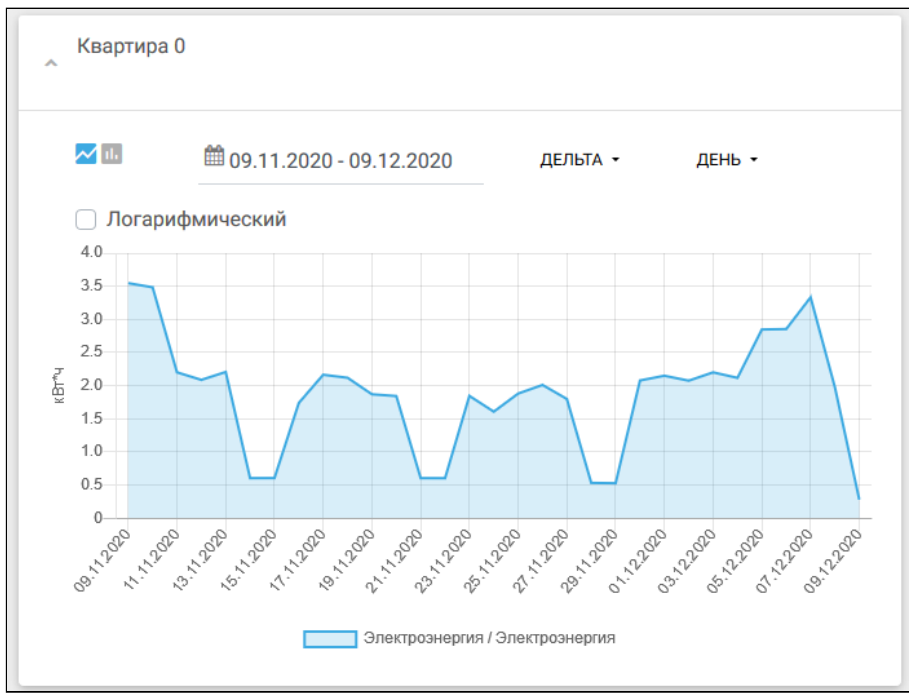 Квартира 0
09.11.2020 - 09.12.2020 ДЕЛЬТА ДЕНЬ
Логарифмический
4.0
3.5
3.0
2.5
2.0
1.5
1.0
0.5
0
кВт*ч
09.11.2020 11.11.2020 13.11.2020 15.11.2020 17.11.2020 19.11.2020 21.11.2020 23.11.2020 25.11.2020 27.11.2020 29.11.2020 01.12.2020 03.12.2020 05.12.2020 07.12.2020 09.12.2020
Электроэнергия / Электроэнергия